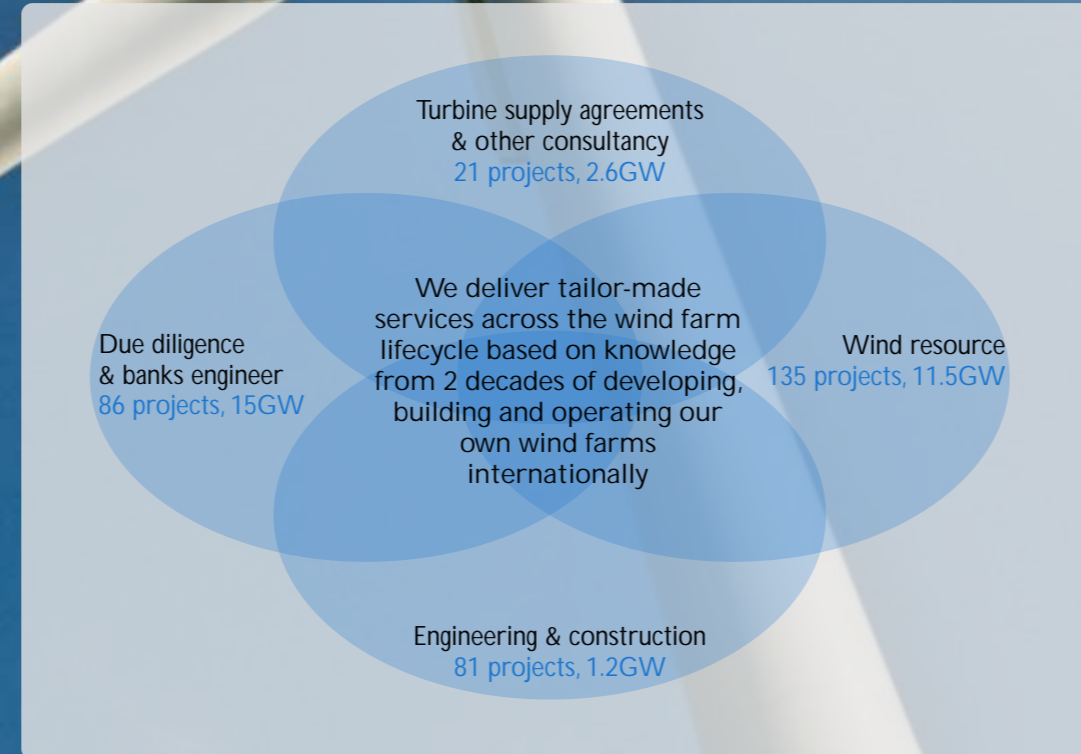 Turbine supply agreements
& other consultancy
21 projects, 2.6GW
We deliver tailor-made
services across the wind farm
lifecycle based on knowledge
from 2 decades of developing,
building and operating our
own wind farms
internationally
Due diligence
& banks engineer
86 projects, 15GW
Wind resource
135 projects, 11.5GW
Engineering & construction
81 projects, 1.2GW